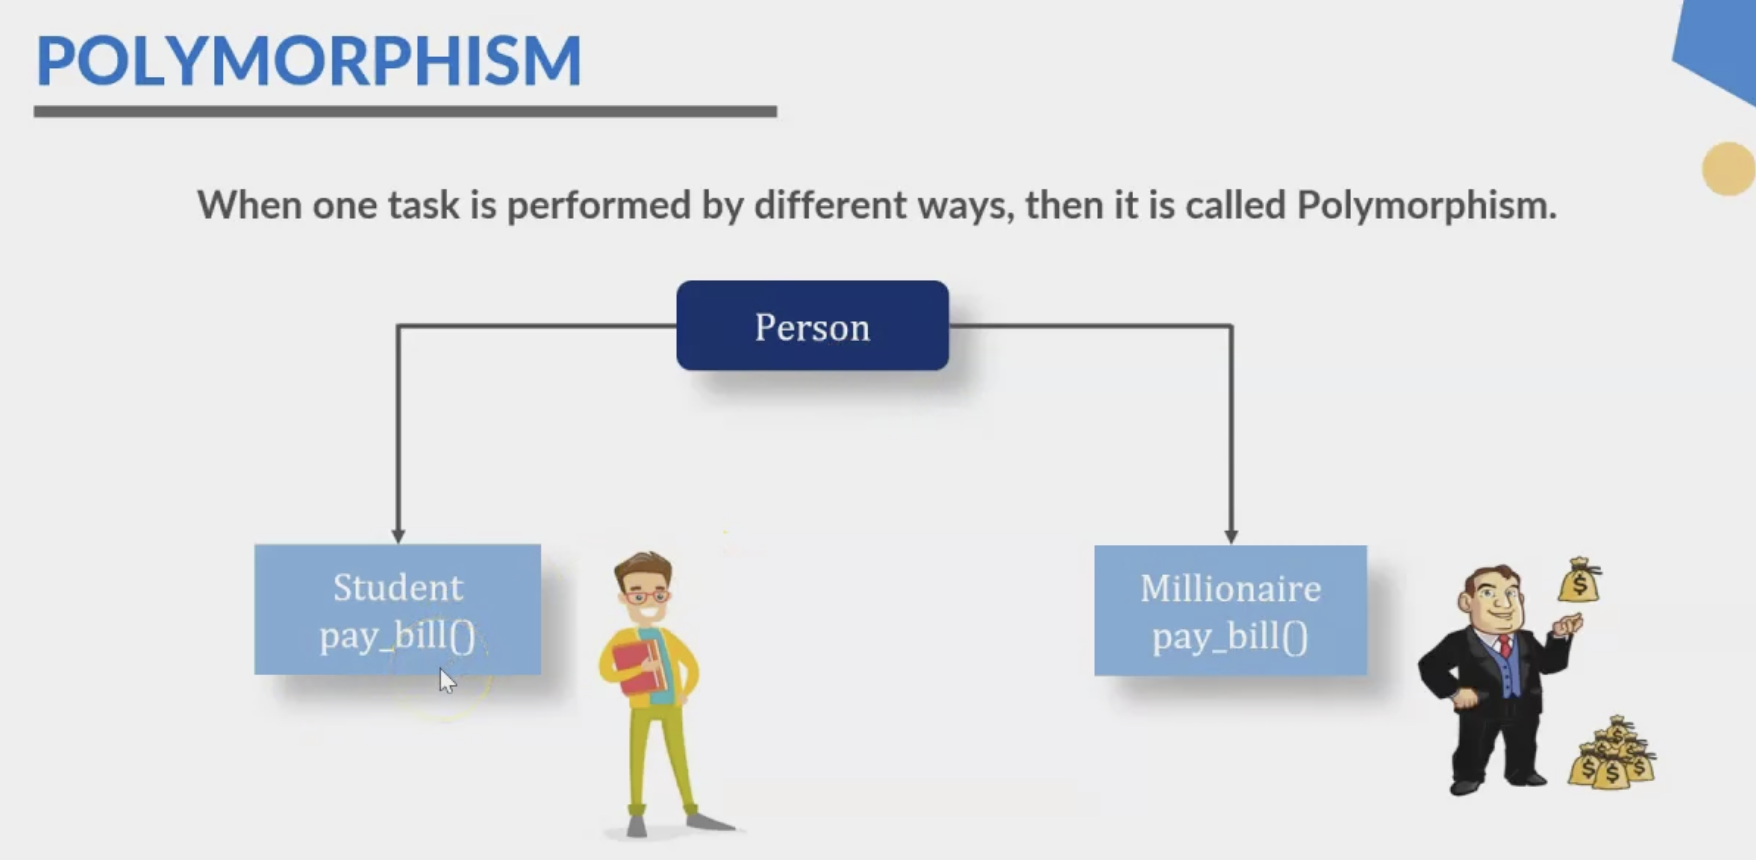 POLYMORPHISM
When one task is performed by different ways, then it is called Polymorphism.
Person
Student
pay_bill()
Millionaire
pay_bill()
$
$ $ $ $